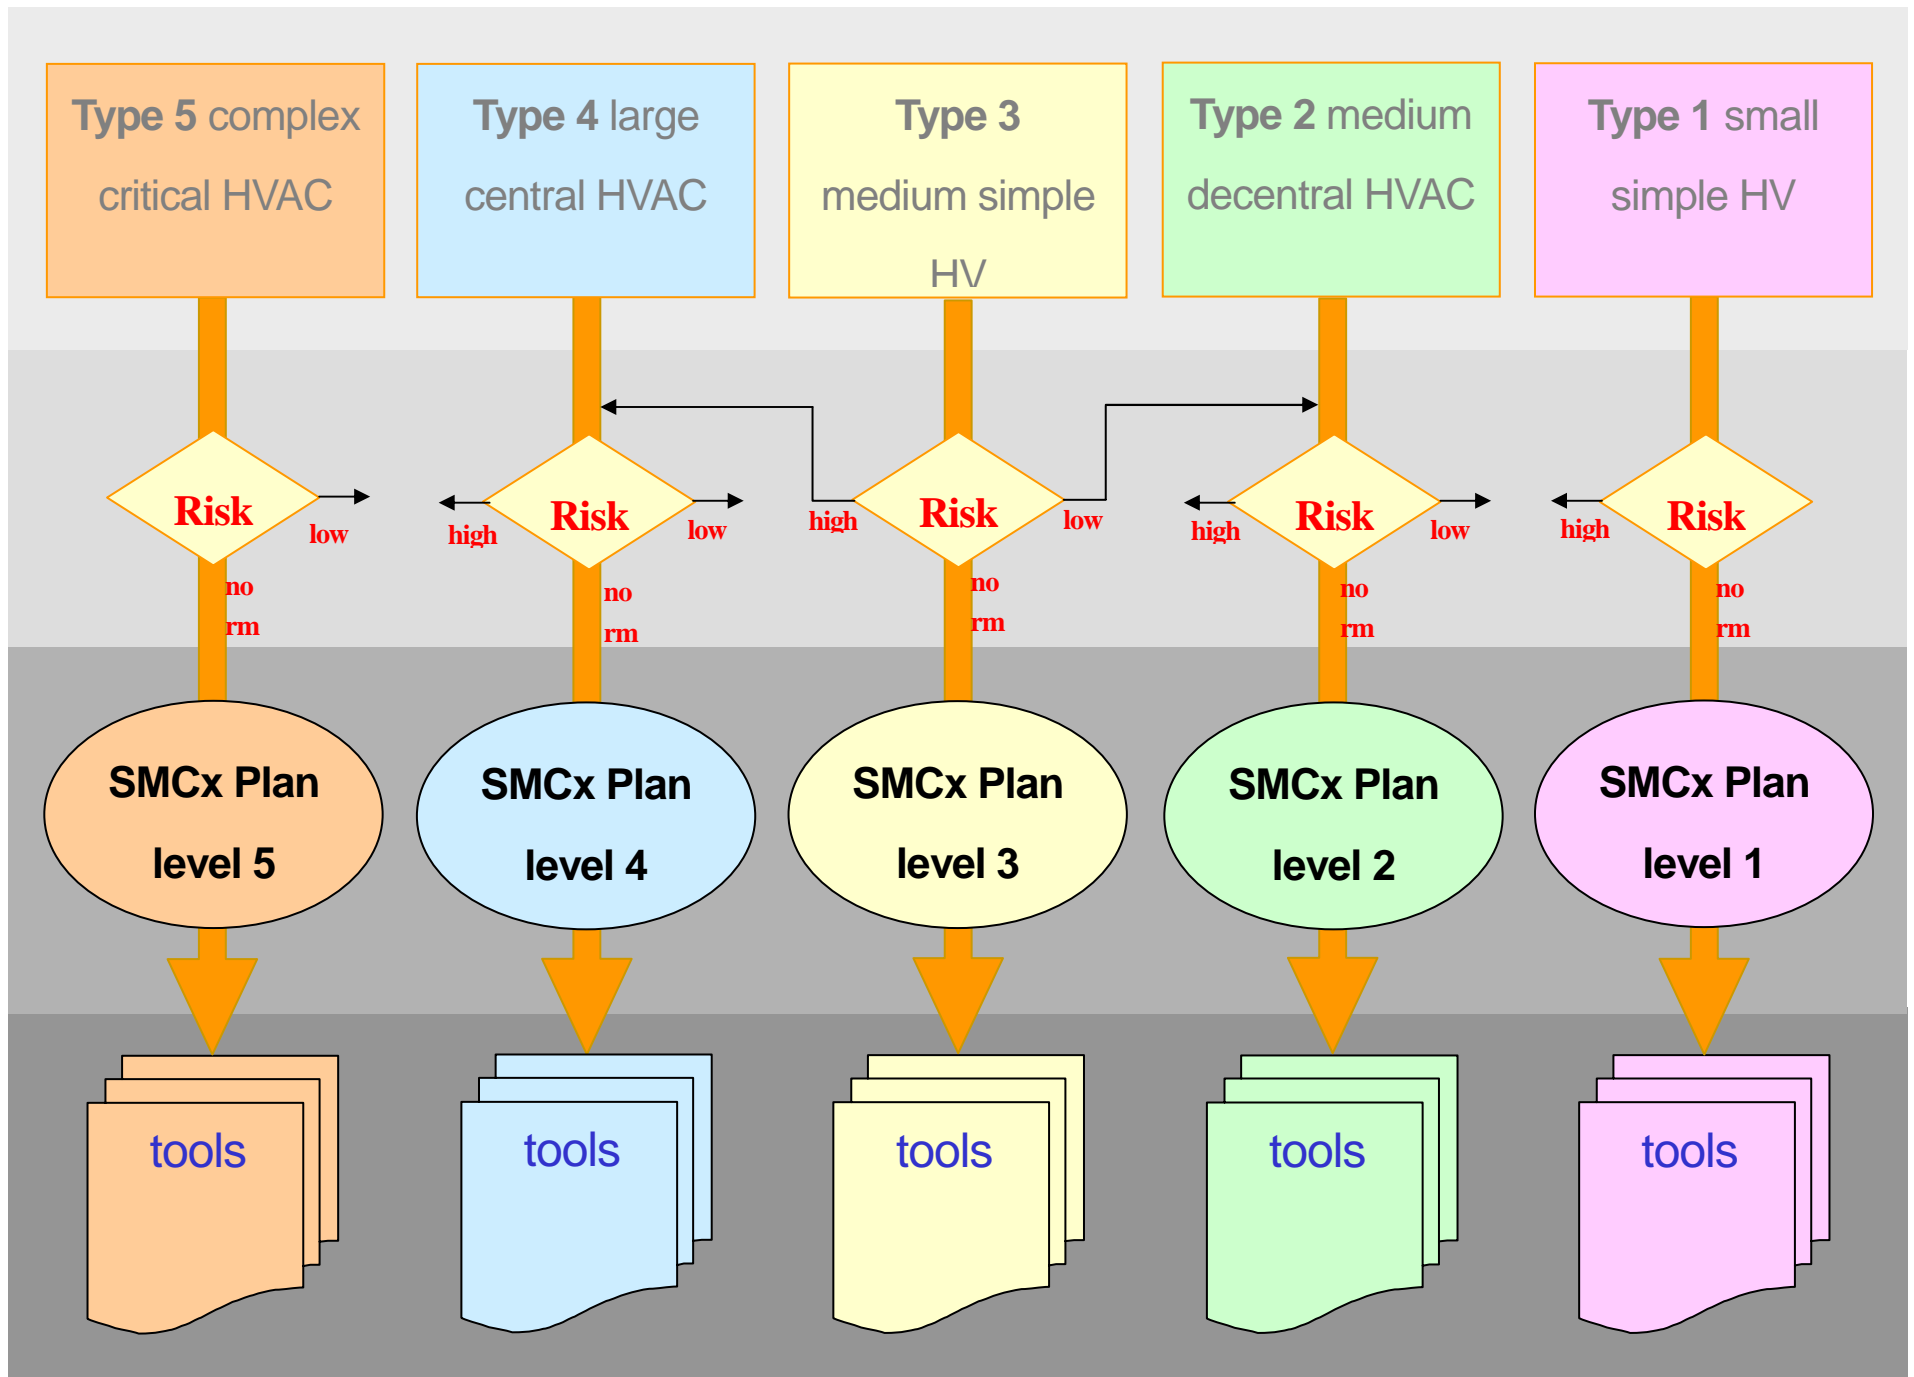 Type 5 complex
critical HVAC
Type 4 large
central HVAC
Type 3
medium simple
HV
Type 2 medium
decentral HVAC
Type 1 small
simple HV
Risk
low
no
rm
high
Risk
low
no
rm
high
Risk
low
no
rm
high
Risk
low
no
rm
high
Risk
no
rm
SMCx Plan
level 5
SMCx Plan
level 4
SMCx Plan
level 3
SMCx Plan
level 2
SMCx Plan
level 1
tools
tools
tools
tools
tools